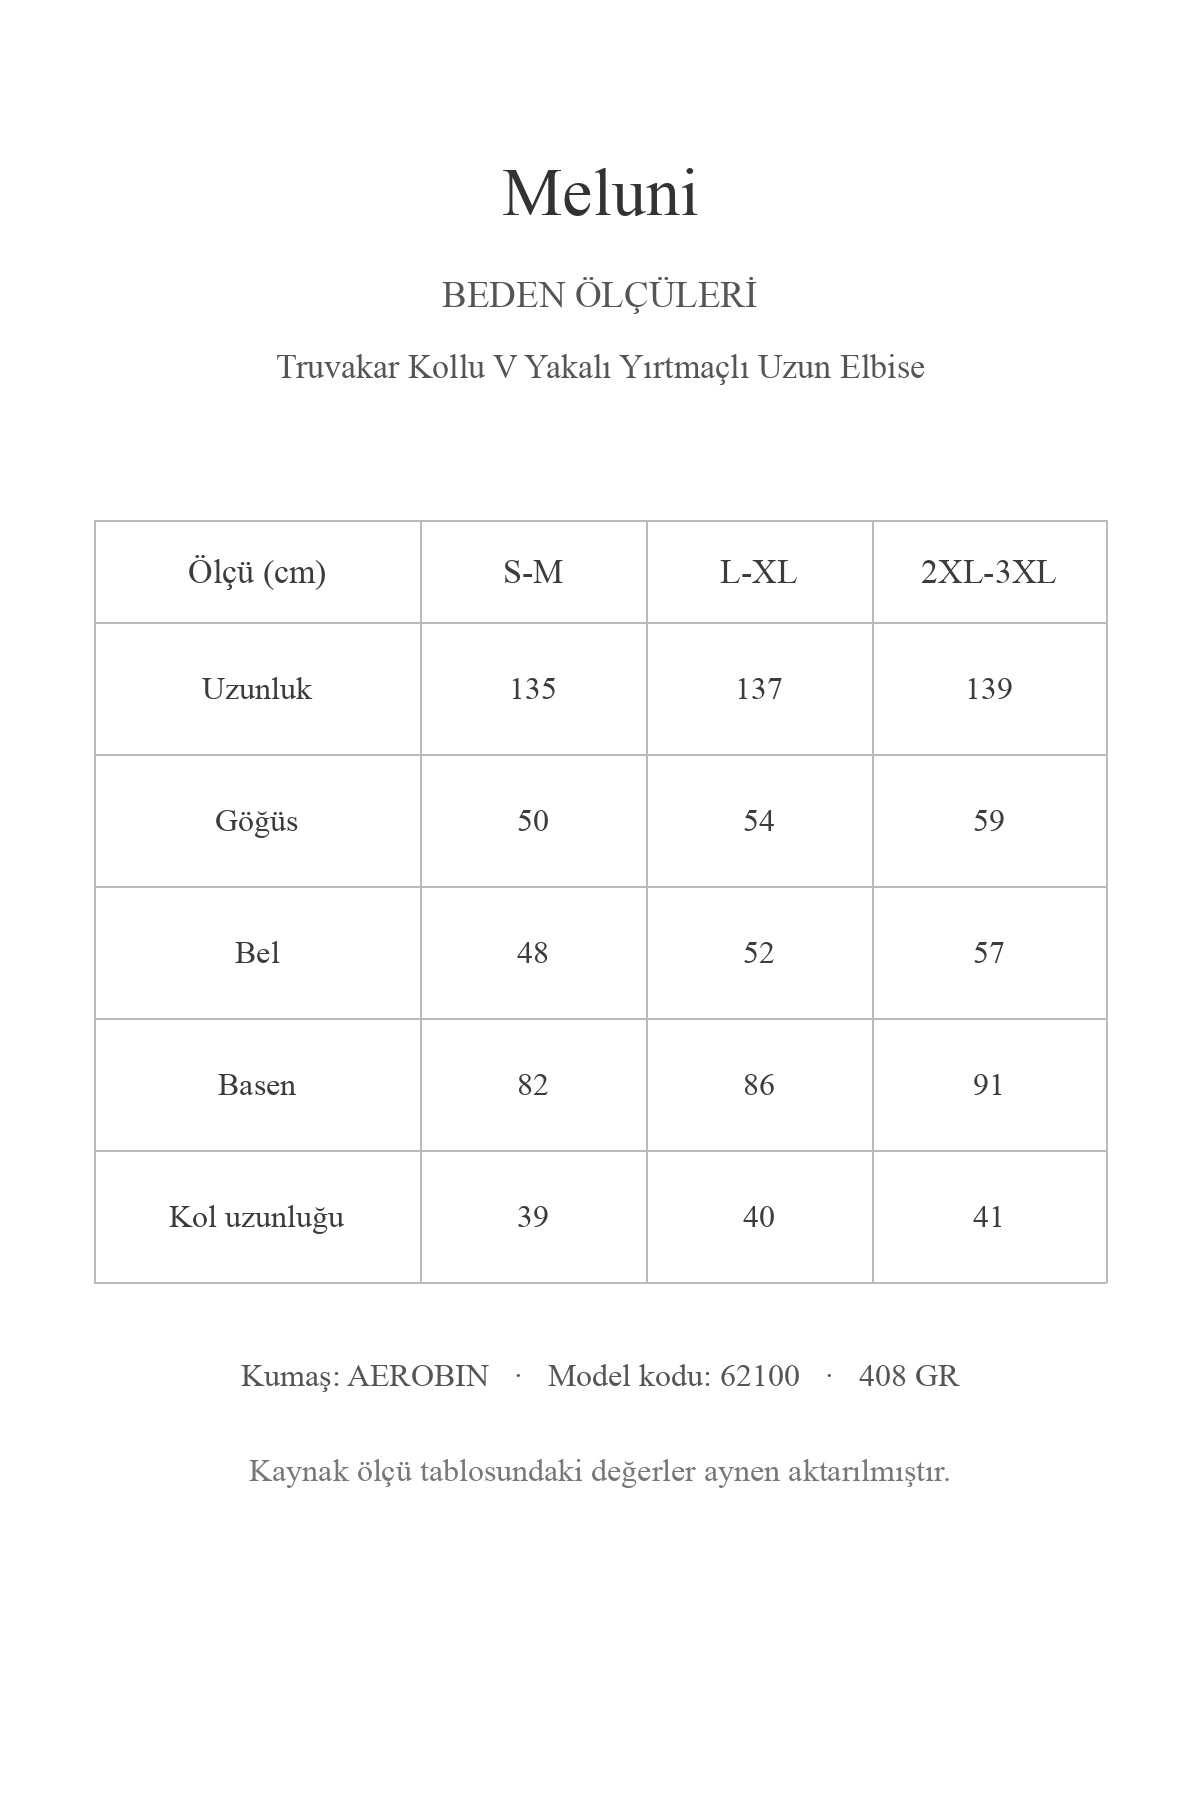 Meluni
BEDEN ÖLÇÜLERİ
Truvakar Kollu V Yakalı Yırtmaçlı Uzun Elbise
Ölçü (cm) S-M L-XL 2XL-3XL
Uzunluk 135 137 139
Göğüs 50 54 59
Bel 48 52 57
Basen 82 86 91
Kol uzunluğu 39 40 41
Kumaş: AEROBIN · Model kodu: 62100 · 408 GR
Kaynak ölçü tablosundaki değerler aynen aktarılmıştır.